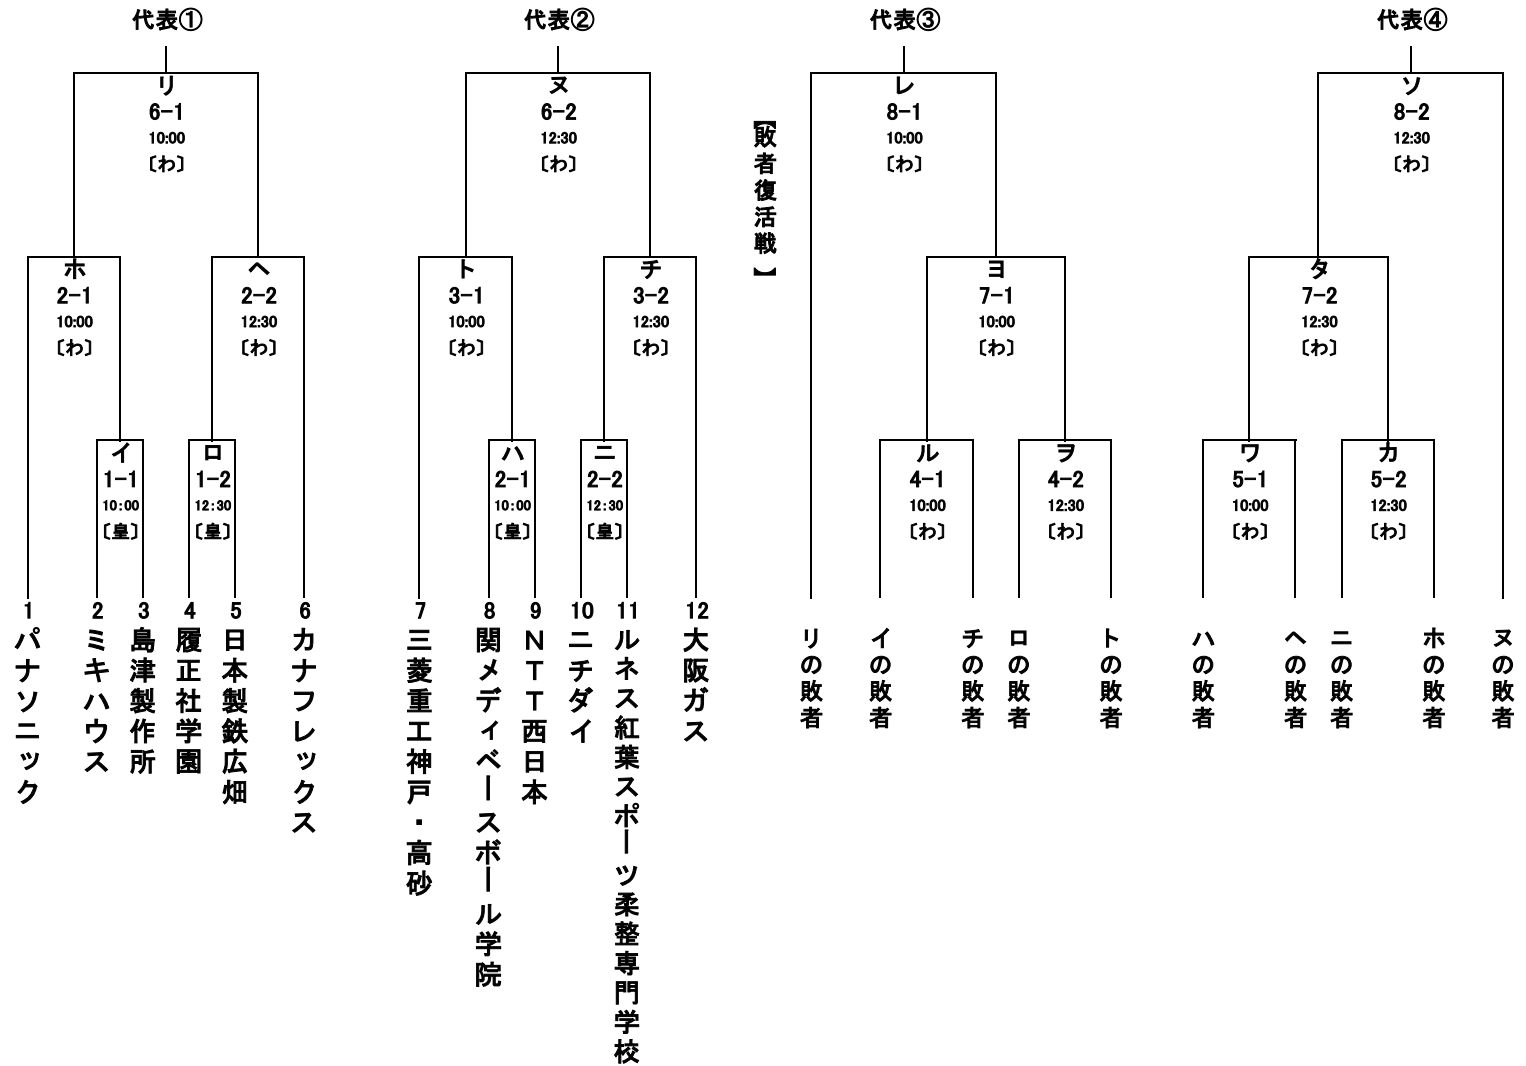 代表①
代表②
代表③
代表④
リ
6-1
10:00
〔わ〕
ヌ
6-2
12:30
〔わ〕
【敗者復活戦】
レ
8-1
10:00
〔わ〕
ソ
8-2
12:30
〔わ〕
ホ
2-1
10:00
〔わ〕
ヘ
2-2
12:30
〔わ〕
ト
3-1
10:00
〔わ〕
チ
3-2
12:30
〔わ〕
ヨ
7-1
10:00
〔わ〕
タ
7-2
12:30
〔わ〕
イ
1-1
10:00
〔皇〕
ロ
1-2
12:30
〔皇〕
ハ
2-1
10:00
〔皇〕
ニ
2-2
12:30
〔皇〕
ル
4-1
10:00
〔わ〕
ヲ
4-2
12:30
〔わ〕
ワ
5-1
10:00
〔わ〕
カ
5-2
12:30
〔わ〕
1
パナソニック
2
ミキハウス
3
島津製作所
4
履正社学園
5
日本製鉄広畑
6
カナフレックス
7
三菱重工神戸・高砂
8
関メディベースボール学院
9
NTT西日本
10
ニチダイ
11
ルネス紅葉スポーツ柔整専門学校
12
大阪ガス
リの敗者
イの敗者
チの敗者
ロの敗者
トの敗者
ハの敗者
ヘの敗者
ニの敗者
ホの敗者
ヌの敗者